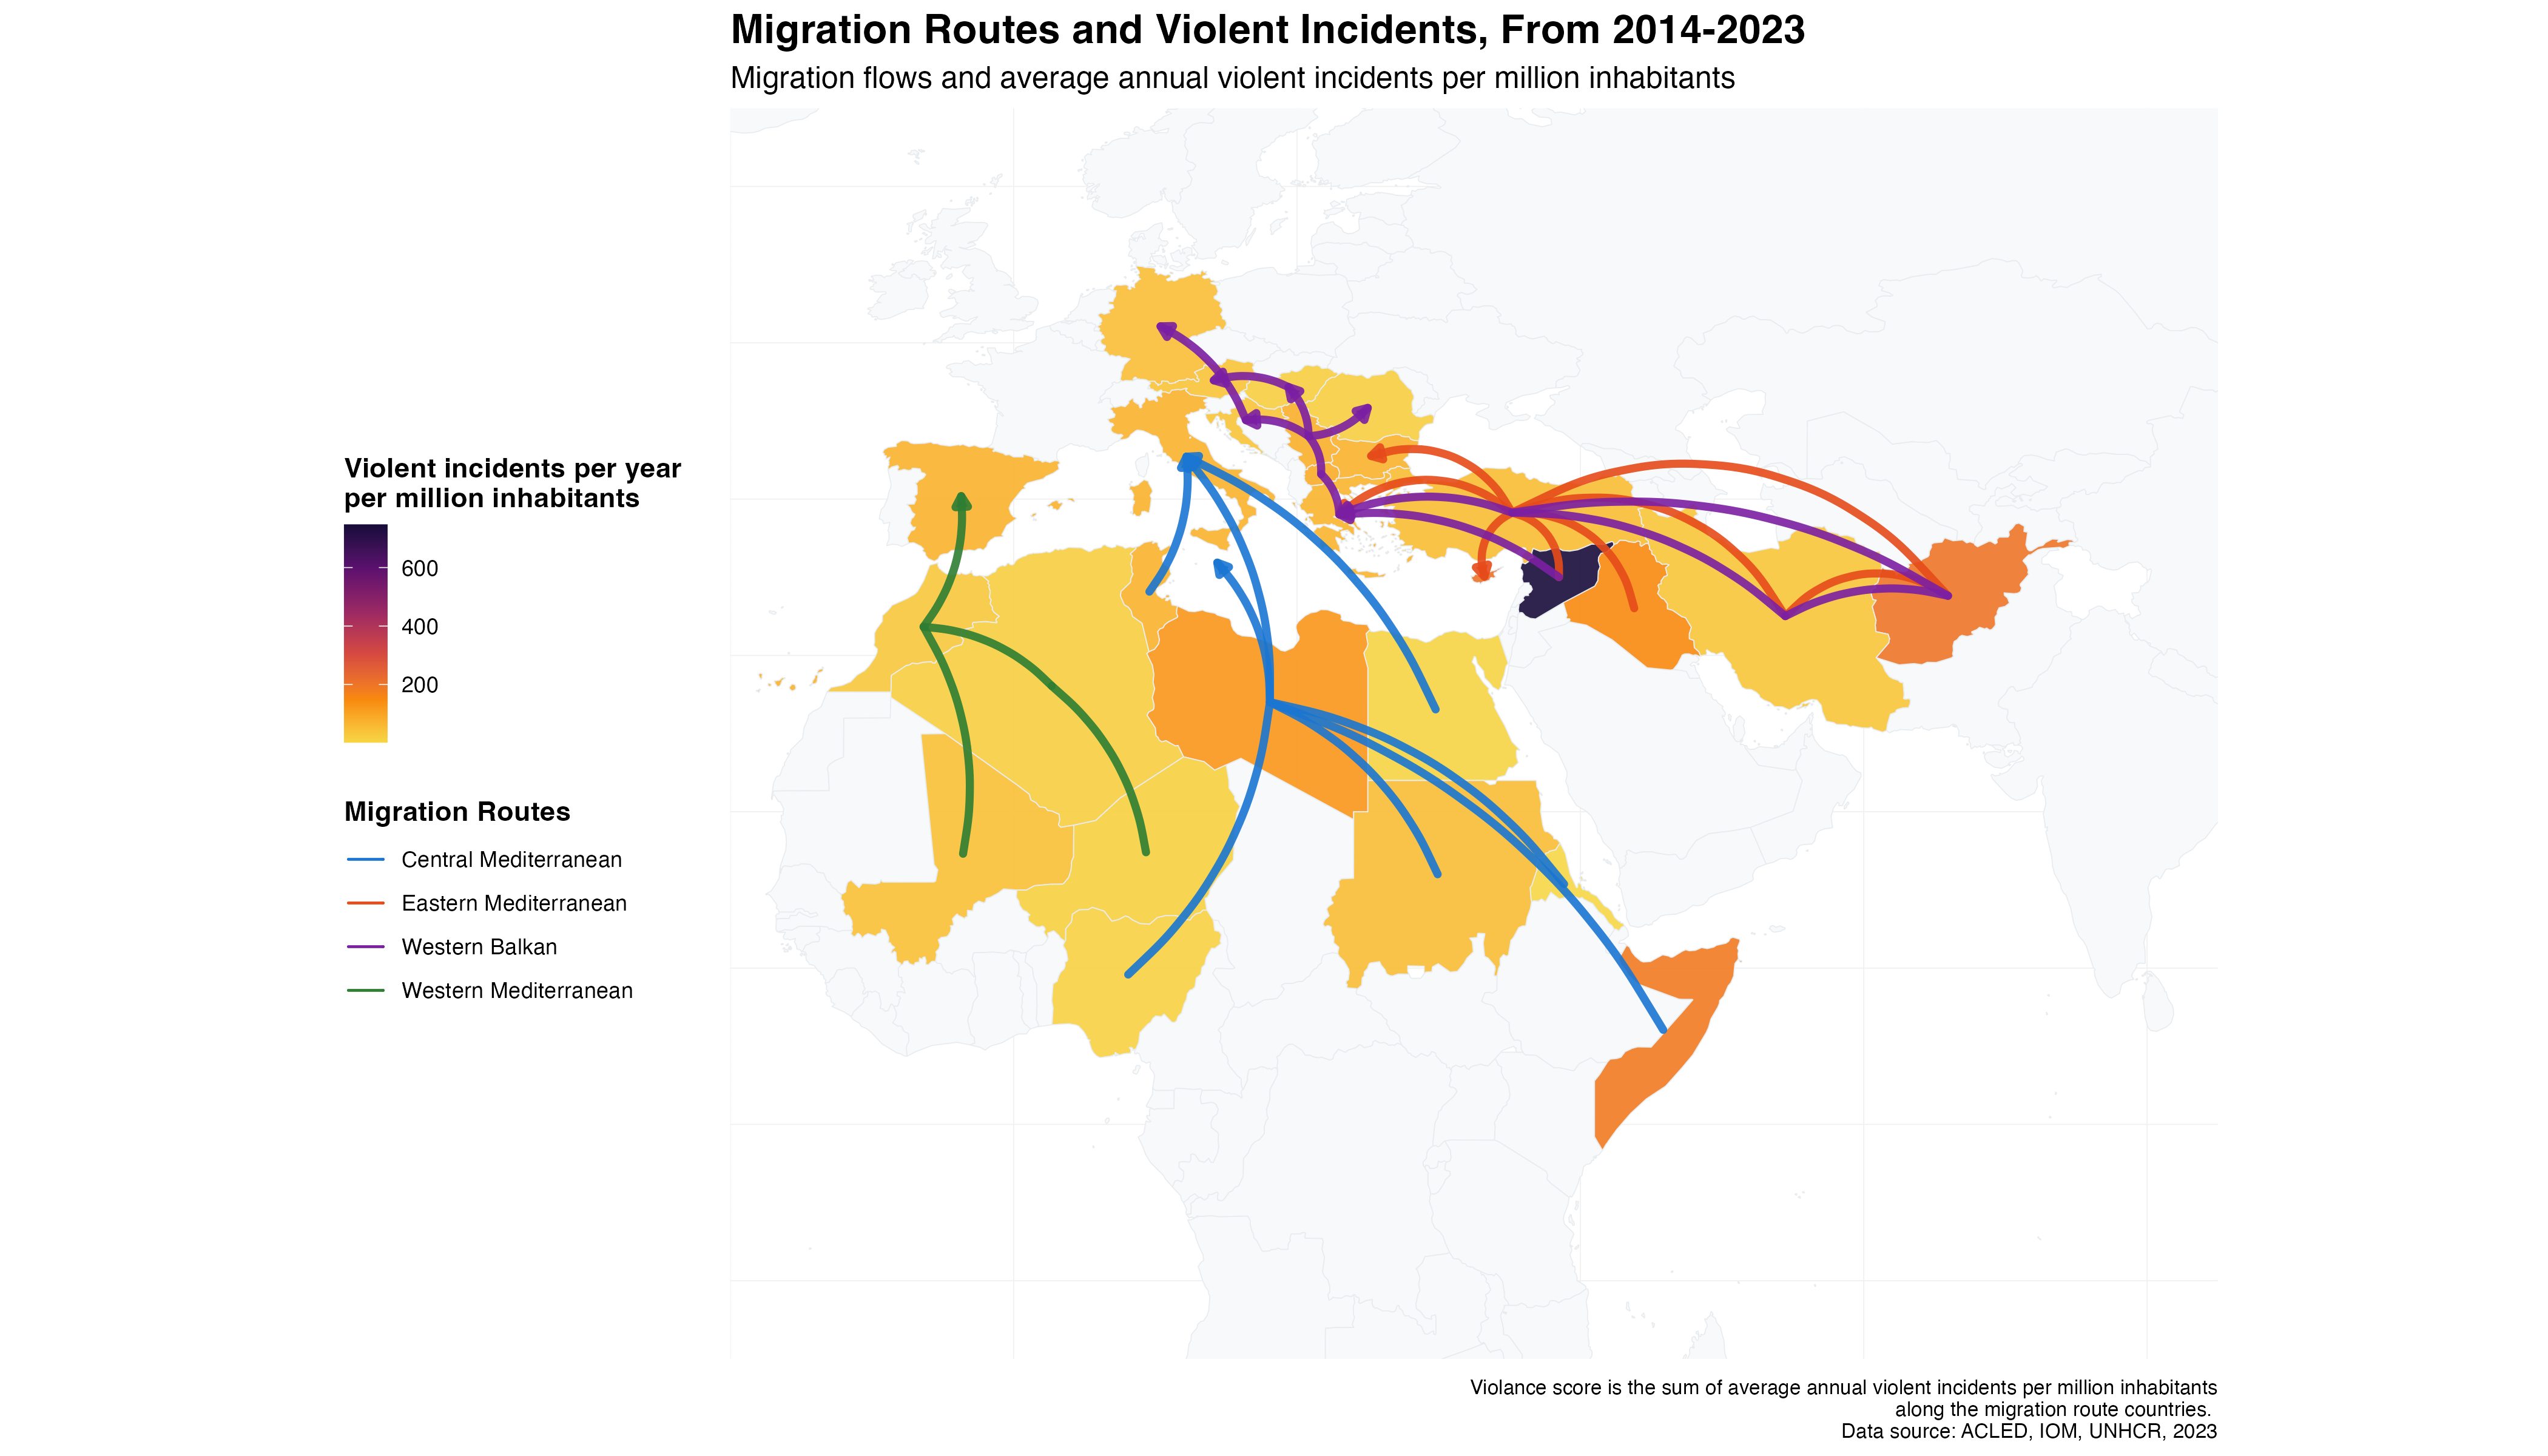 Migration Routes and Violent Incidents, From 2014-2023
Migration flows and average annual violent incidents per million inhabitants
Violent incidents per year
per million inhabitants
600
400
200
Migration Routes
Central Mediterranean
Eastern Mediterranean
Western Balkan
Western Mediterranean
Violance score is the sum of average annual violent incidents per million inhabitants
along the migration route countries.
Data source: ACLED, IOM, UNHCR, 2023